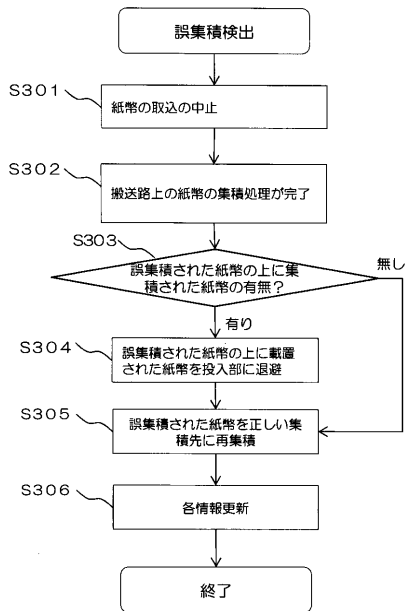 誤集積検出
S301
紙幣の取込の中止
S302
搬送路上の紙幣の集積処理が完了
S303
誤集積された紙幣の上に集
積された紙幣の有無?
無し
有り
S304
誤集積された紙幣の上に載置
された紙幣を投入部に退避
S305
誤集積された紙幣を正しい集
積先に再集積
S306
各情報更新
終了